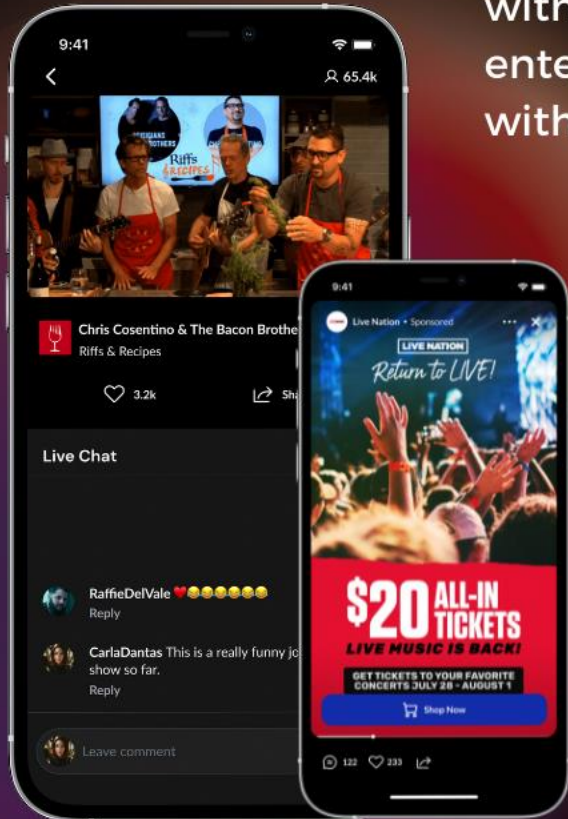 with
ente
with
9:41
65.4k
Riffs
& RECIPES
Chris Cosentino & The Bacon Brothe
Riffs & Recipes
3.2k
Sha
Live Chat
RaffieDelVale ❤️😂😂😂😂😂😂
Reply
CarlaDantas This is a really funny jo
show so far.
Reply
Leave comment
9:41
Live Nation • Sponsored
LIVE NATION
Return to LIVE!
$20 ALL-IN
TICKETS
LIVE MUSIC IS BACK!
GET TICKETS TO YOUR FAVORITE
CONCERTS JULY 28 - AUGUST 1
Shop Now
122
233